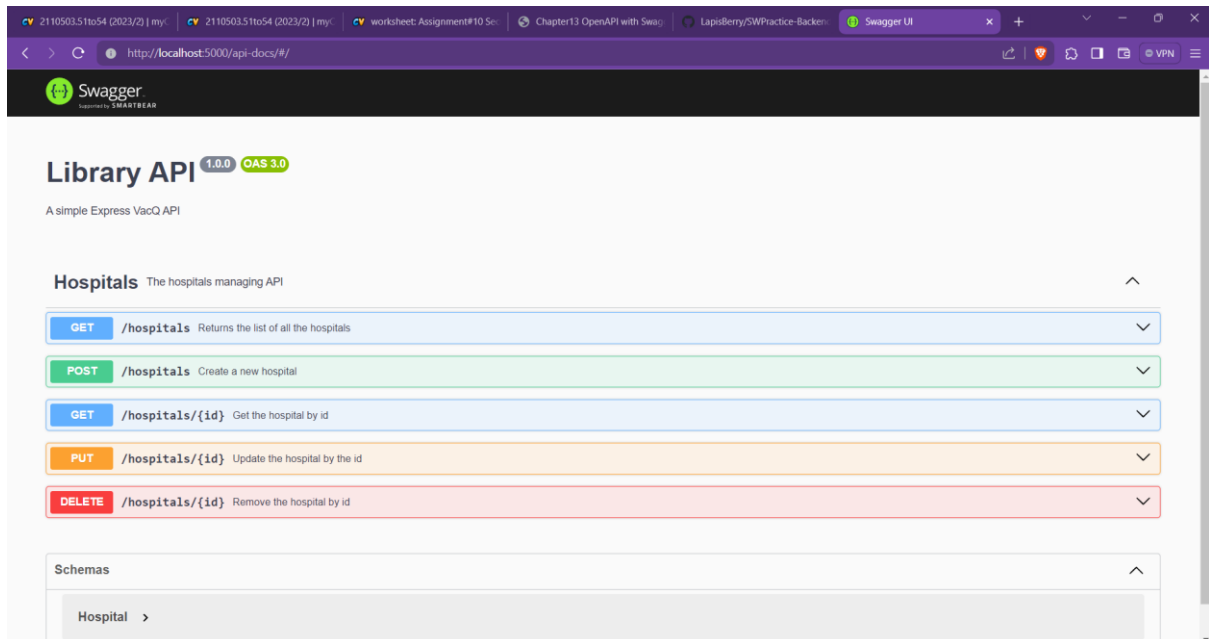 2110503.51to54 (2023/2) | myC
2110503.51to54 (2023/2) | myC
worksheet: Assignment#10 Sec
Chapter13 OpenAPI with Swag
LapisBerry/SWPractice-Backend
Swagger UI
http://localhost:5000/api-docs/#/
VPN
Swagger.
Supported by SMARTBEAR
Library API 1.0.0 OAS 3.0
A simple Express VacQ API
Hospitals The hospitals managing API
GET /hospitals Returns the list of all the hospitals
POST /hospitals Create a new hospital
GET /hospitals/{id} Get the hospital by id
PUT /hospitals/{id} Update the hospital by the id
DELETE /hospitals/{id} Remove the hospital by id
Schemas
Hospital